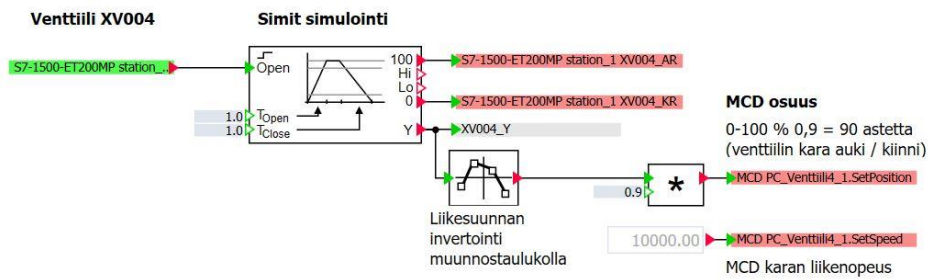 Venttiili XV004
Simit simulointi
S7-1500-ET200MP station_...
Open
100
S7-1500-ET200MP station_1 XV004_AR
Hi
Lo
0
S7-1500-ET200MP station_1 XV004_KR
1.0
TOpen
1.0
TClose
Y
XV004_Y
MCD osuus
0-100 % 0,9 = 90 astetta
(venttiilin kara auki / kiinni)
0.9
*
MCD PC_Venttiili4_1.SetPosition
Liikesuunnan
invertointi
muunnostaulukolla
10000.00
MCD PC_Venttiili4_1.SetSpeed
MCD karan liikenopeus